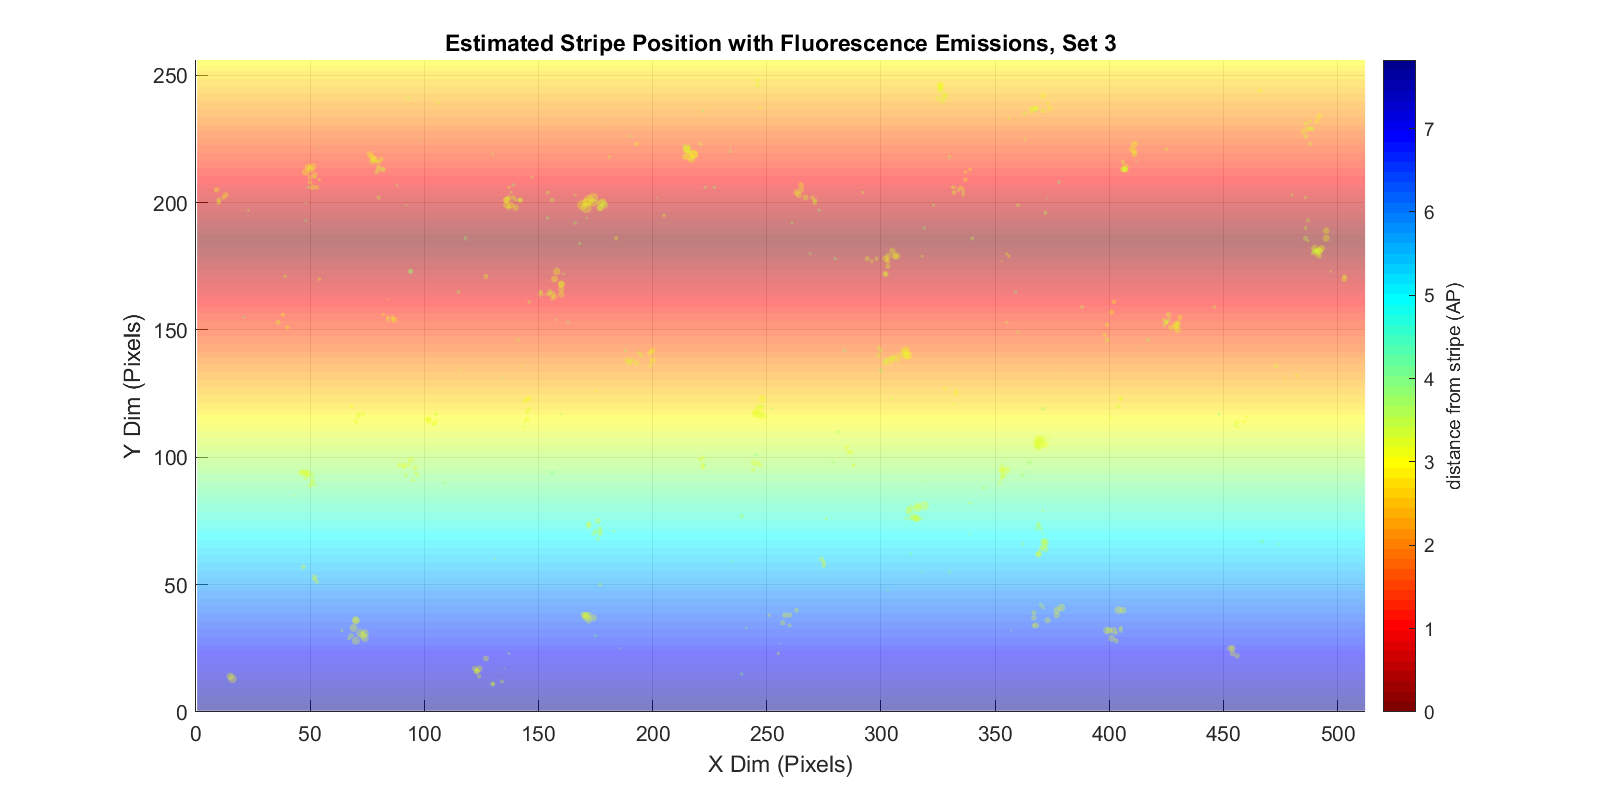 Estimated Stripe Position with Fluorescence Emissions, Set 3
250
200
150
100
50
0
Y Dim (Pixels)
0 50 100 150 200 250 300 350 400 450 500
X Dim (Pixels)
7
6
5
4
3
2
1
0
distance from stripe (AP)